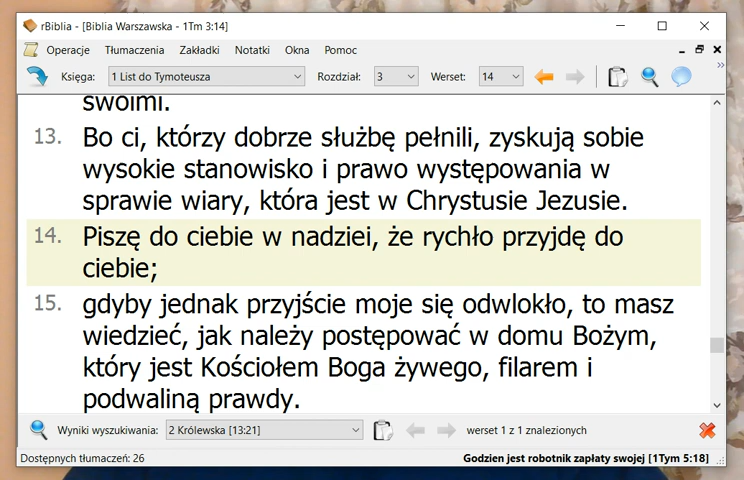 rBiblia - [Biblia Warszawska - 1Tm 3:14]
Operacje Tłumaczenia Zakładki Notatki Okna Pomoc
Księga: 1 List do Tymoteusza Rozdział: 3 Werset: 14
swoimi.
13. Bo ci, którzy dobrze służbę pełnili, zyskują sobie
wysokie stanowisko i prawo występowania w
sprawie wiary, która jest w Chrystusie Jezusie.
14. Piszę do ciebie w nadziei, że rychło przyjdę do
ciebie;
15. gdyby jednak przyjście moje się odwlokło, to masz
wiedzieć, jak należy postępować w domu Bożym,
który jest Kościołem Boga żywego, filarem i
podwaliną prawdy.
Wyniki wyszukiwania: 2 Królewska [13:21] werset 1 z 1 znalezionych
Dostępnych tłumaczeń: 26 Godzien jest robotnik zapłaty swojej [1Tym 5:18]